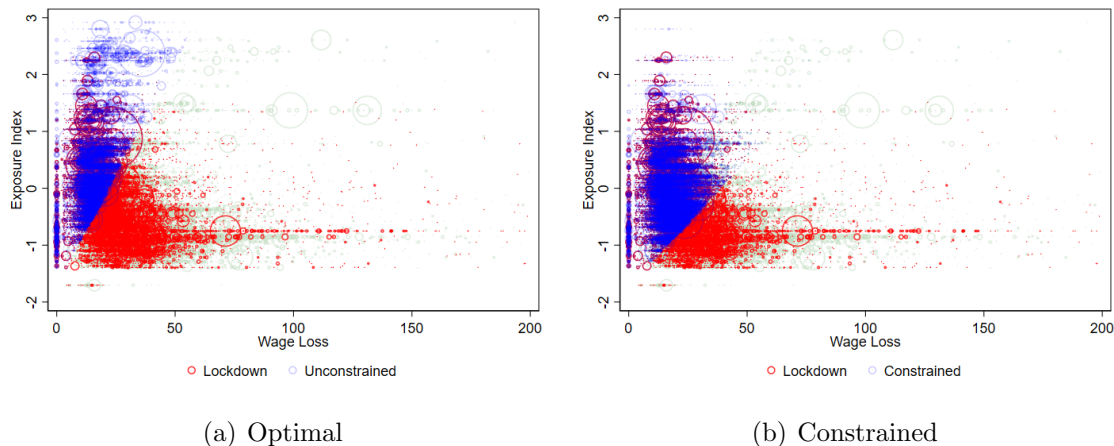 Exposure Index
3
2
1
0
-1
-2
0 50 100 150 200
Wage Loss
Lockdown Unconstrained
(a) Optimal
Exposure Index
3
2
1
0
-1
-2
0 50 100 150 200
Wage Loss
Lockdown Constrained
(b) Constrained